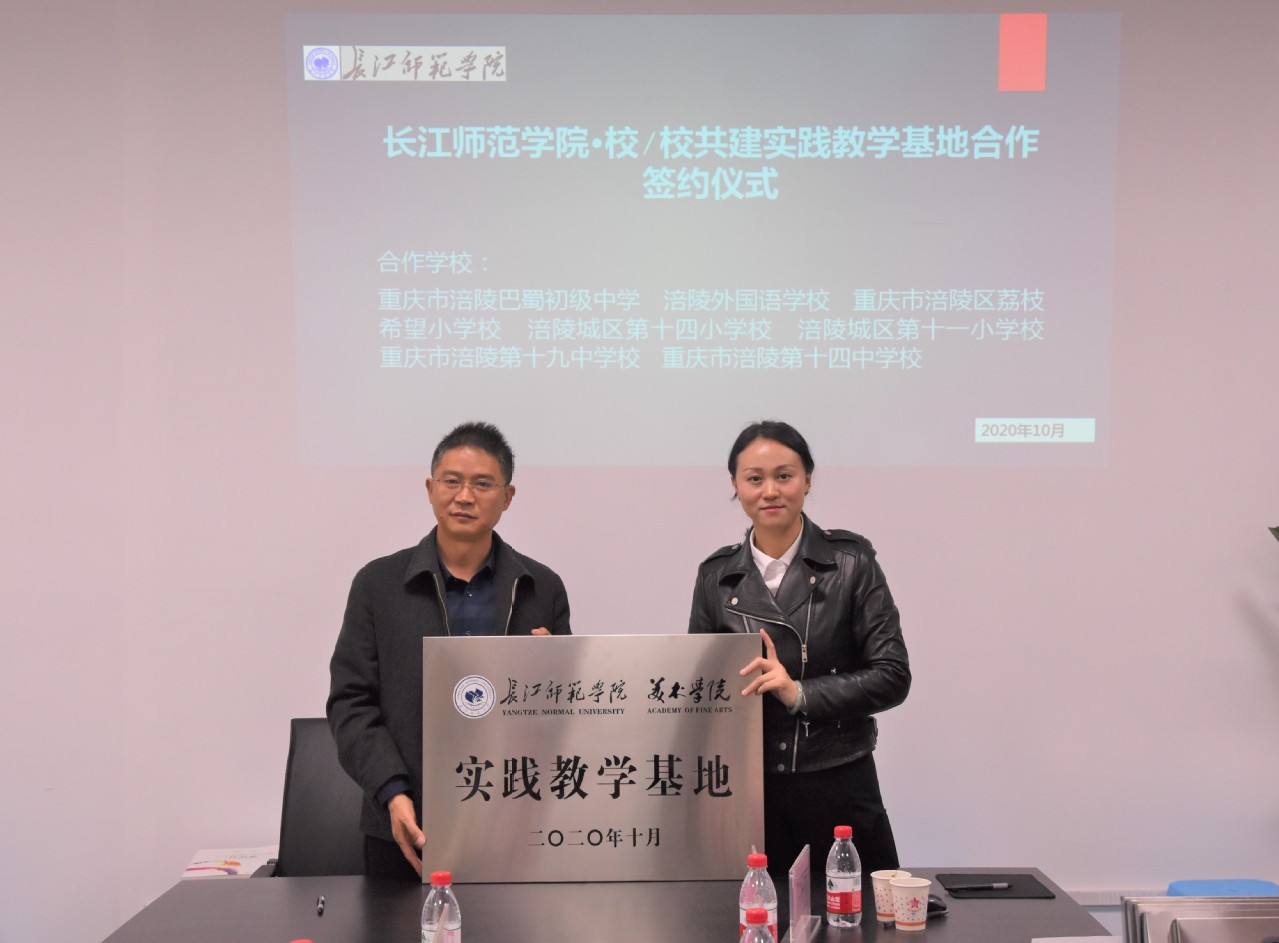 長江师範學院
长江师范学院·校/校共建实践教学基地合作
签约仪式
合作学校：
重庆市涪陵巴蜀初级中学 涪陵外国语学校 重庆市涪陵区荔枝
希望小学校 涪陵城区第十四小学校 涪陵城区第十一小学校
重庆市涪陵第十九中学校 重庆市涪陵第十四中学校
2020年10月
長江师範學院 美术學院
YANGTZE NORMAL UNIVERSITY ACADEMY OF FINE ARTS
实践教学基地
二〇二〇年十月